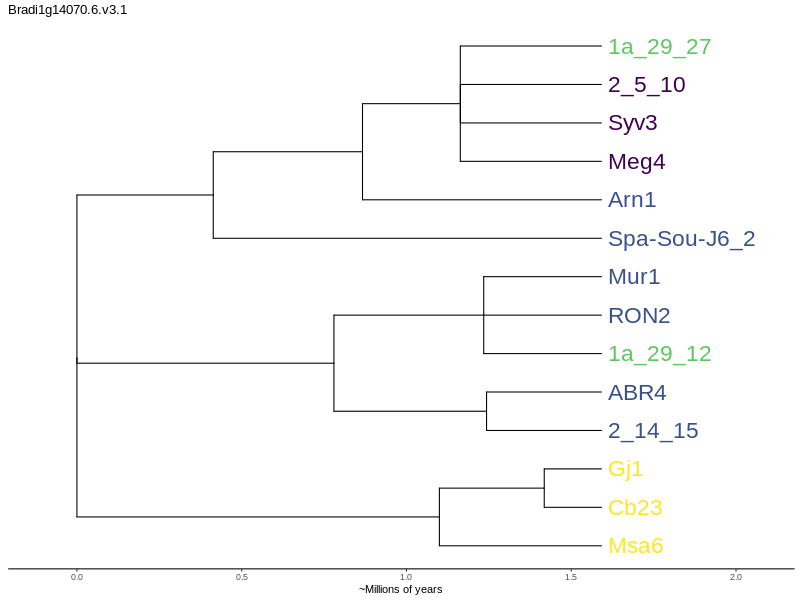 Bradi1g14070.6.v3.1
1a_29_27
2_5_10
Syv3
Meg4
Arn1
Spa-Sou-J6_2
Mur1
RON2
1a_29_12
ABR4
2_14_15
Gj1
Cb23
Msa6
0.0 0.5 1.0 1.5 2.0
~Millions of years